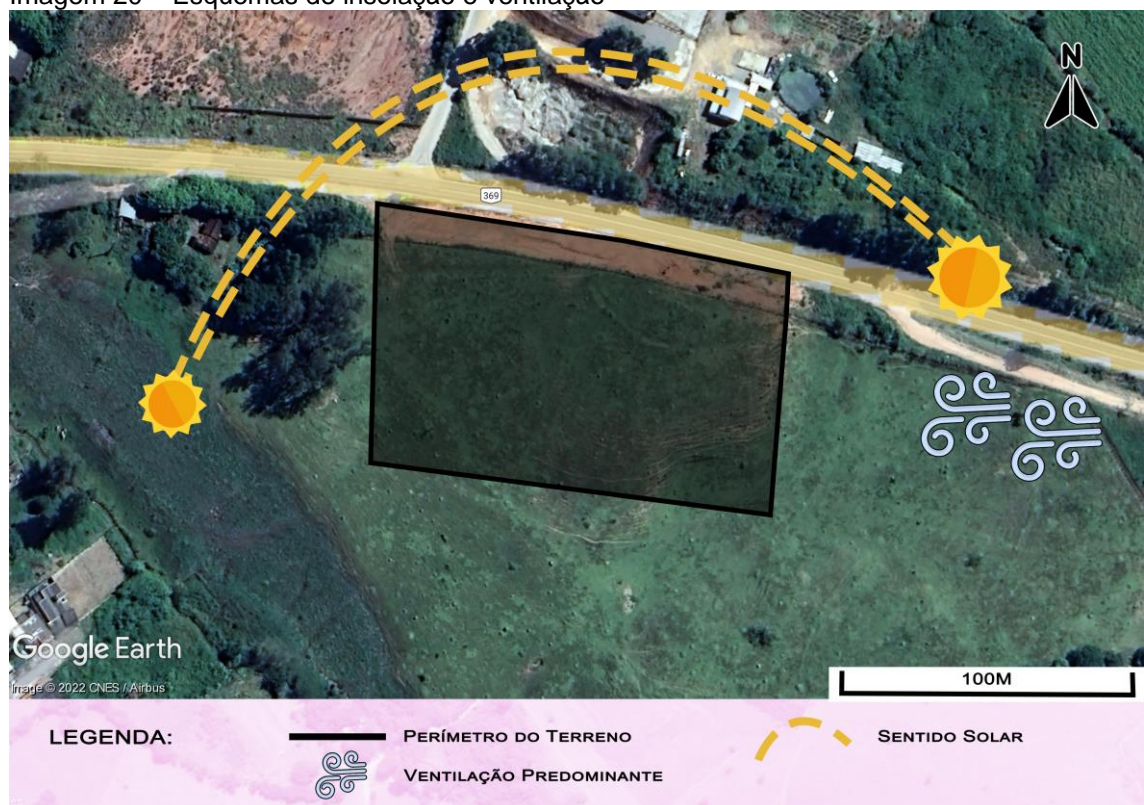 Imagem 20 – Esquemas de insolação e ventilação
N
369
Google Earth
Image © 2022 CNES / Airbus
100M
LEGENDA:
PERÍMETRO DO TERRENO
SENTIDO SOLAR
VENTILAÇÃO PREDOMINANTE